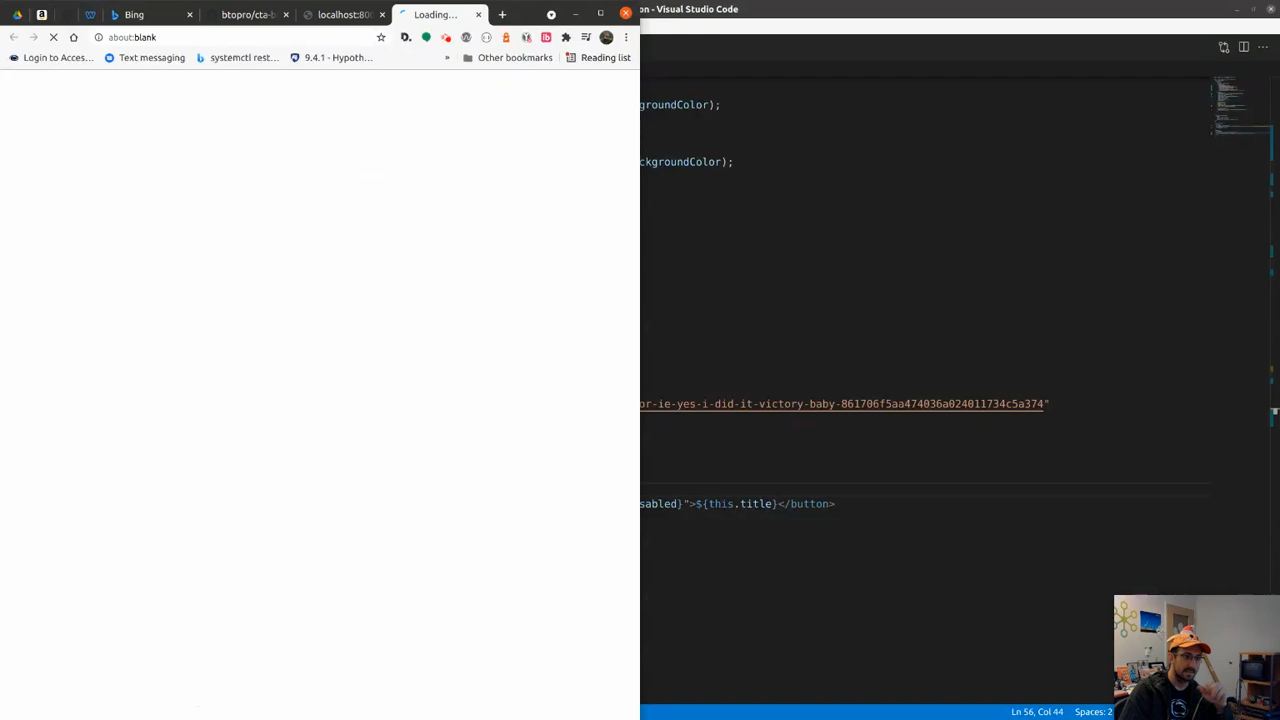 Bing
btopro/cta-b
localhost:800
Loading...
on - Visual Studio Code
about:blank
Login to Acces...
Text messaging
systemctl rest...
9.4.1 - Hypoth...
»
Other bookmarks
Reading list
groundColor);
ckgroundColor);
or-ie-yes-i-did-it-victory-baby-861706f5aa474036a024011734c5a374"
sabled}">${this.title}</button>
Ln 56, Col 44
Spaces: 2